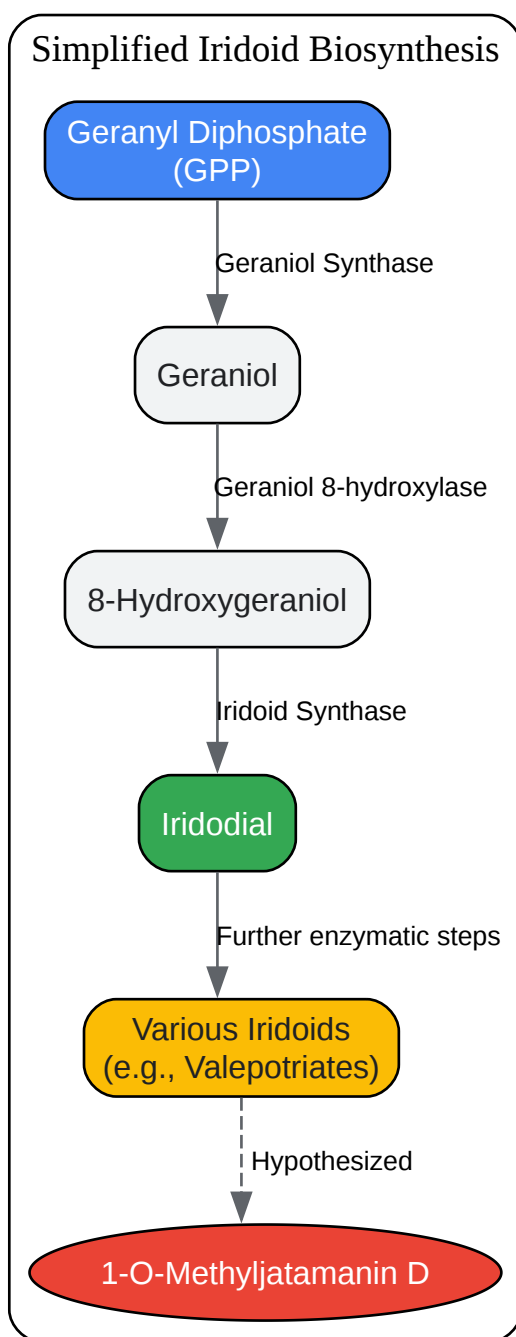 Simplified Iridoid Biosynthesis
Geranyl Diphosphate
(GPP)
Geraniol Synthase
Geraniol
Geraniol 8-hydroxylase
8-Hydroxygeraniol
Iridoid Synthase
Iridodial
Further enzymatic steps
Various Iridoids
(e.g., Valepotriates)
Hypothesized
1-O-Methyljatamanin D